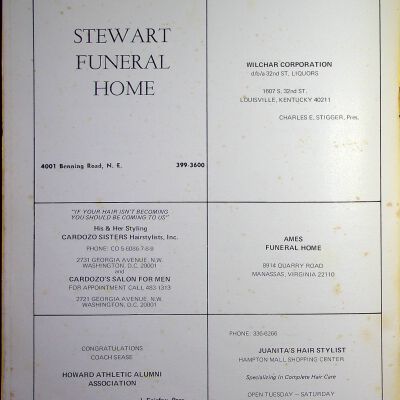 STEWART
FUNERAL
HOME
4001 Benning Road, N. E. 399-3600
WILCHAR CORPORATION
d/b/a 32nd ST. LIQUORS
1607 S. 32nd ST.
LOUISVILLE, KENTUCKY 40211
CHARLES E. STIGGER, Pres.
"IF YOUR HAIR ISN'T BECOMING
YOU SHOULD BE COMING TO US"
His & Her Styling
CARDOZO SISTERS Hairstylists, Inc.
PHONE: CO 5-6086-7-8-9
2731 GEORGIA AVENUE, N.W.
WASHINGTON, D.C. 20001
and
CARDOZO'S SALON FOR MEN
FOR APPOINTMENT CALL 483-1313
2721 GEORGIA AVENUE, N.W.
WASHINGTON, D.C. 20001
AMES
FUNERAL HOME
8914 QUARRY ROAD
MANASSAS, VIRGINIA 22110
CONGRATULATIONS
COACH SEASE
HOWARD ATHLETIC ALUMNI
ASSOCIATION
PHONE: 336-6266
JUANITA'S HAIR STYLIST
HAMPTON MALL SHOPPING CENTER
Specializing In Complete Hair Care
OPEN TUESDAY – SATURDAY